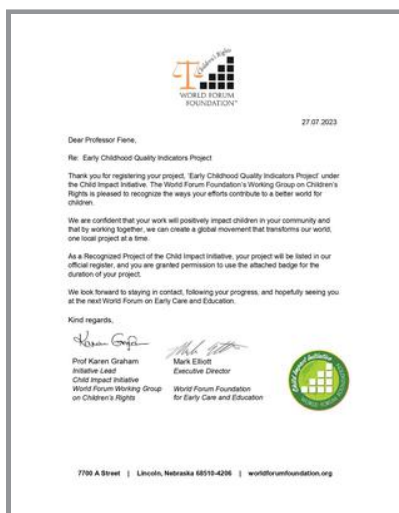 Children's Rights
WORLD FORUM
FOUNDATION
27.07.2023
Dear Professor Fiene,
Re: Early Childhood Quality Indicators Project
Thank you for registering your project, 'Early Childhood Quality Indicators Project' under
the Child Impact Initiative. The World Forum Foundation's Working Group on Children's
Rights is pleased to recognize the ways your efforts contribute to a better world for
children.
We are confident that your work will positively impact children in your community and
that by working together, we can create a global movement that transforms our world,
one local project at a time.
As a Recognized Project of the Child Impact Initiative, your project will be listed in our
official register, and you are granted permission to use the attached badge for the
duration of your project.
We look forward to staying in contact, following your progress, and hopefully seeing you
at the next World Forum on Early Care and Education.
Kind regards,
Prof Karen Graham
Initiative Lead
Child Impact Initiative
World Forum Working Group
on Children's Rights
Mark Elliott
Executive Director
World Forum Foundation
for Early Care and Education
Child Impact Initiative
7700 A Street | Lincoln, Nebraska 68510-4206 | worldforumfoundation.org